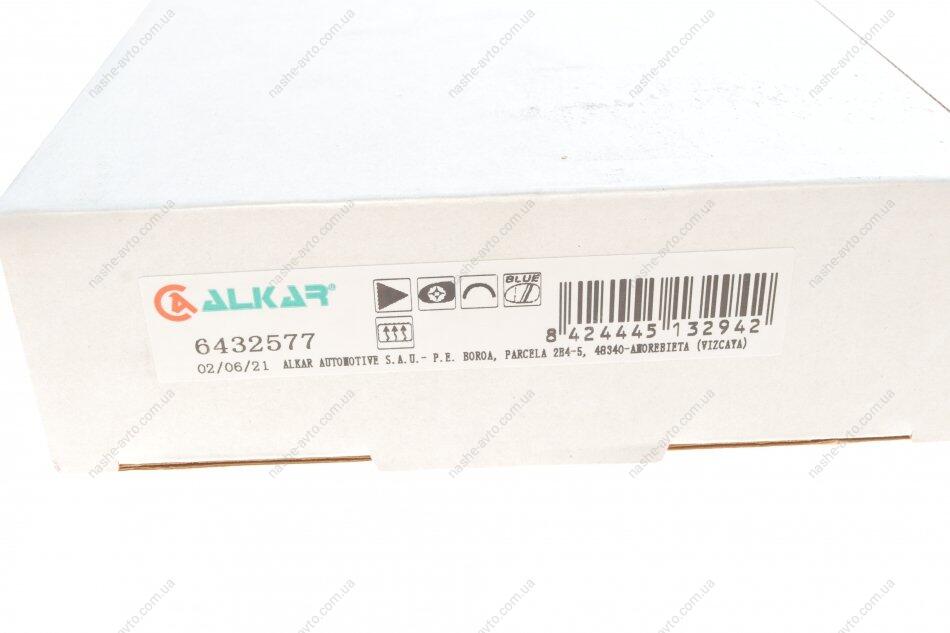 nashe-avto.com.ua
CA ALKAR®
BLUE
6432577
8 424445 132942
02/06/21 ALKAR AUTOMOTIVE S.A.U.- P.E. BOROA, PARCELA 2B4-5, 48340-AMOREBIETA (VIZCAYA)